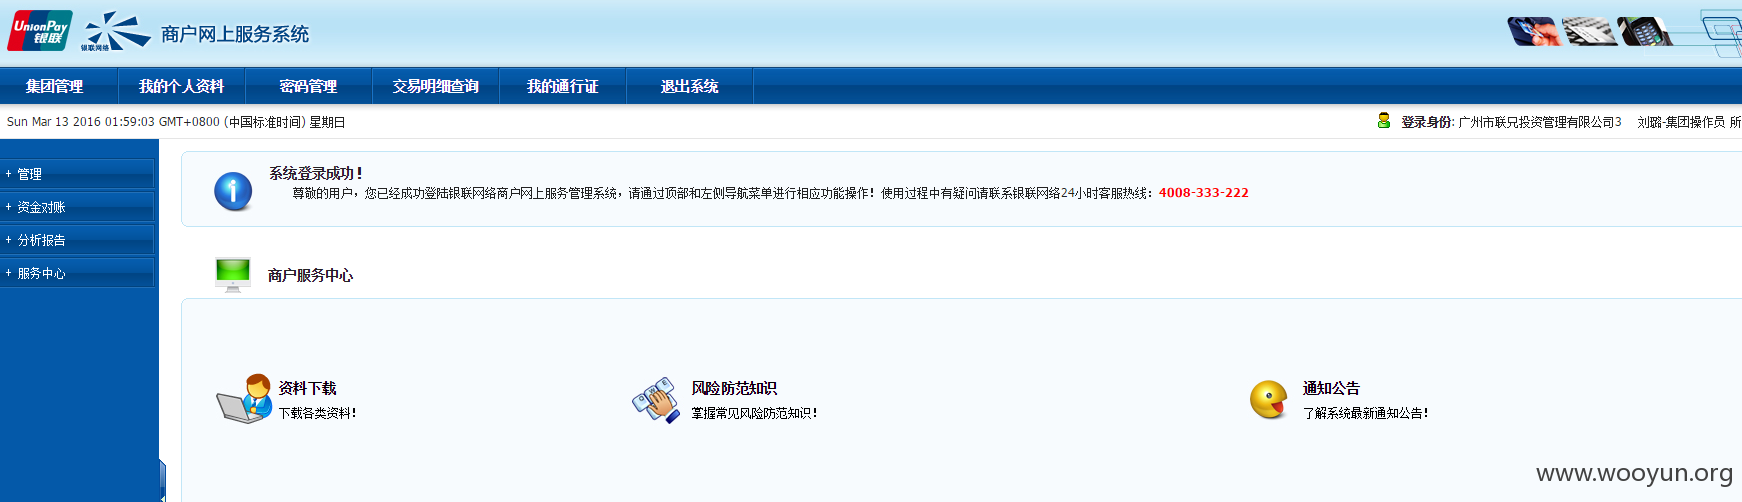 UnionPay
银联
银联网络
商户网上服务系统
集团管理 我的个人资料 密码管理 交易明细查询 我的通行证 退出系统
Sun Mar 13 2016 01:59:03 GMT+0800 (中国标准时间) 星期日
登录身份: 广州市联兄投资管理有限公司3 刘璐-集团操作员 所
+ 管理
+ 资金对账
+ 分析报告
+ 服务中心
系统登录成功！
尊敬的用户，您已经成功登陆银联网络商户网上服务管理系统，请通过顶部和左侧导航菜单进行相应功能操作！使用过程中有疑问请联系银联网络24小时客服热线：4008-333-222
商户服务中心
资料下载
下载各类资料！
风险防范知识
掌握常见风险防范知识！
通知公告
了解系统最新通知公告！
www.wooyun.org